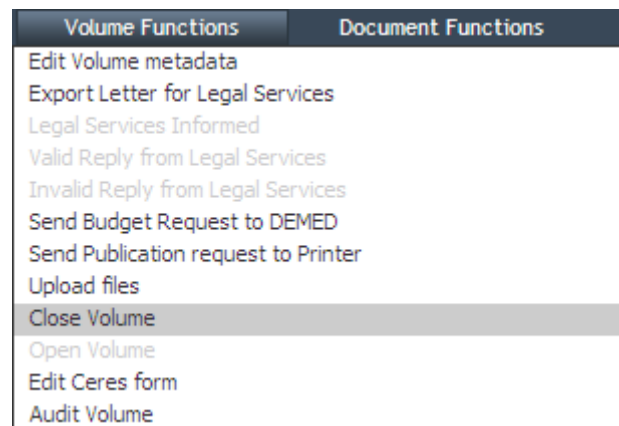 Volume Functions Document Functions
Edit Volume metadata
Export Letter for Legal Services
Legal Services Informed
Valid Reply from Legal Services
Invalid Reply from Legal Services
Send Budget Request to DEMED
Send Publication request to Printer
Upload files
Close Volume
Open Volume
Edit Ceres form
Audit Volume